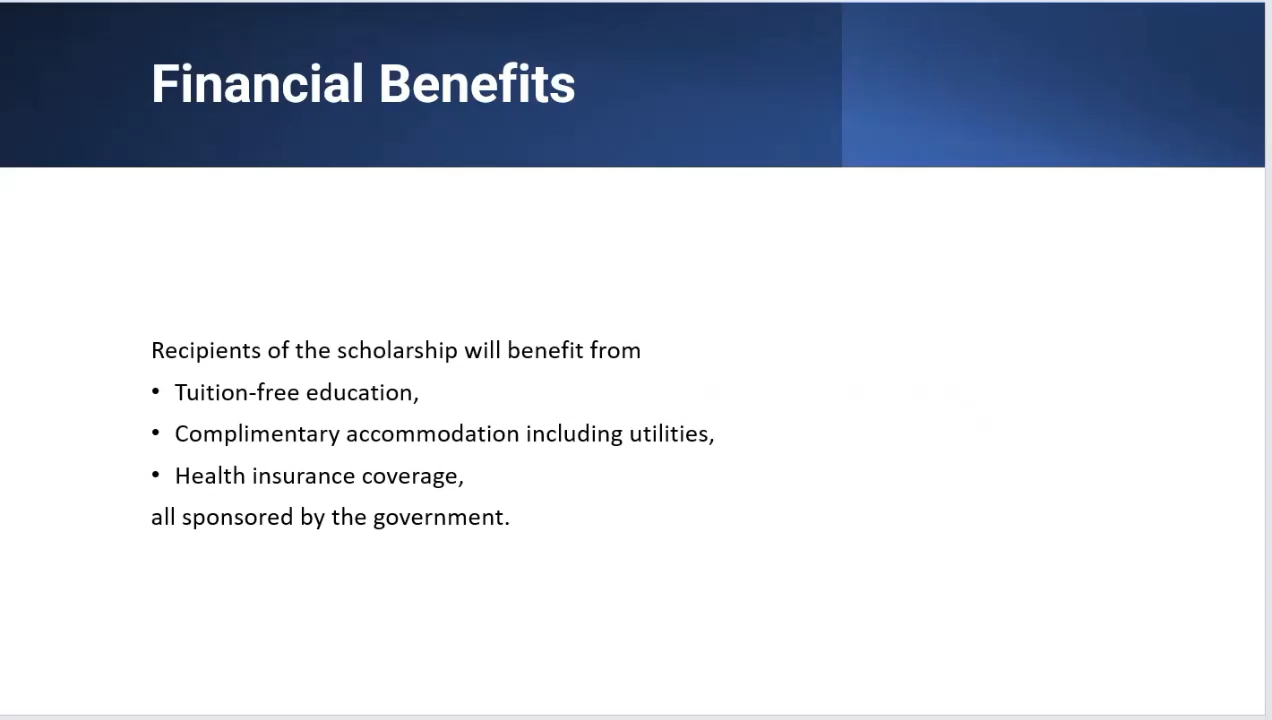 Financial Benefits
Recipients of the scholarship will benefit from
• Tuition-free education,
• Complimentary accommodation including utilities,
• Health insurance coverage,
all sponsored by the government.